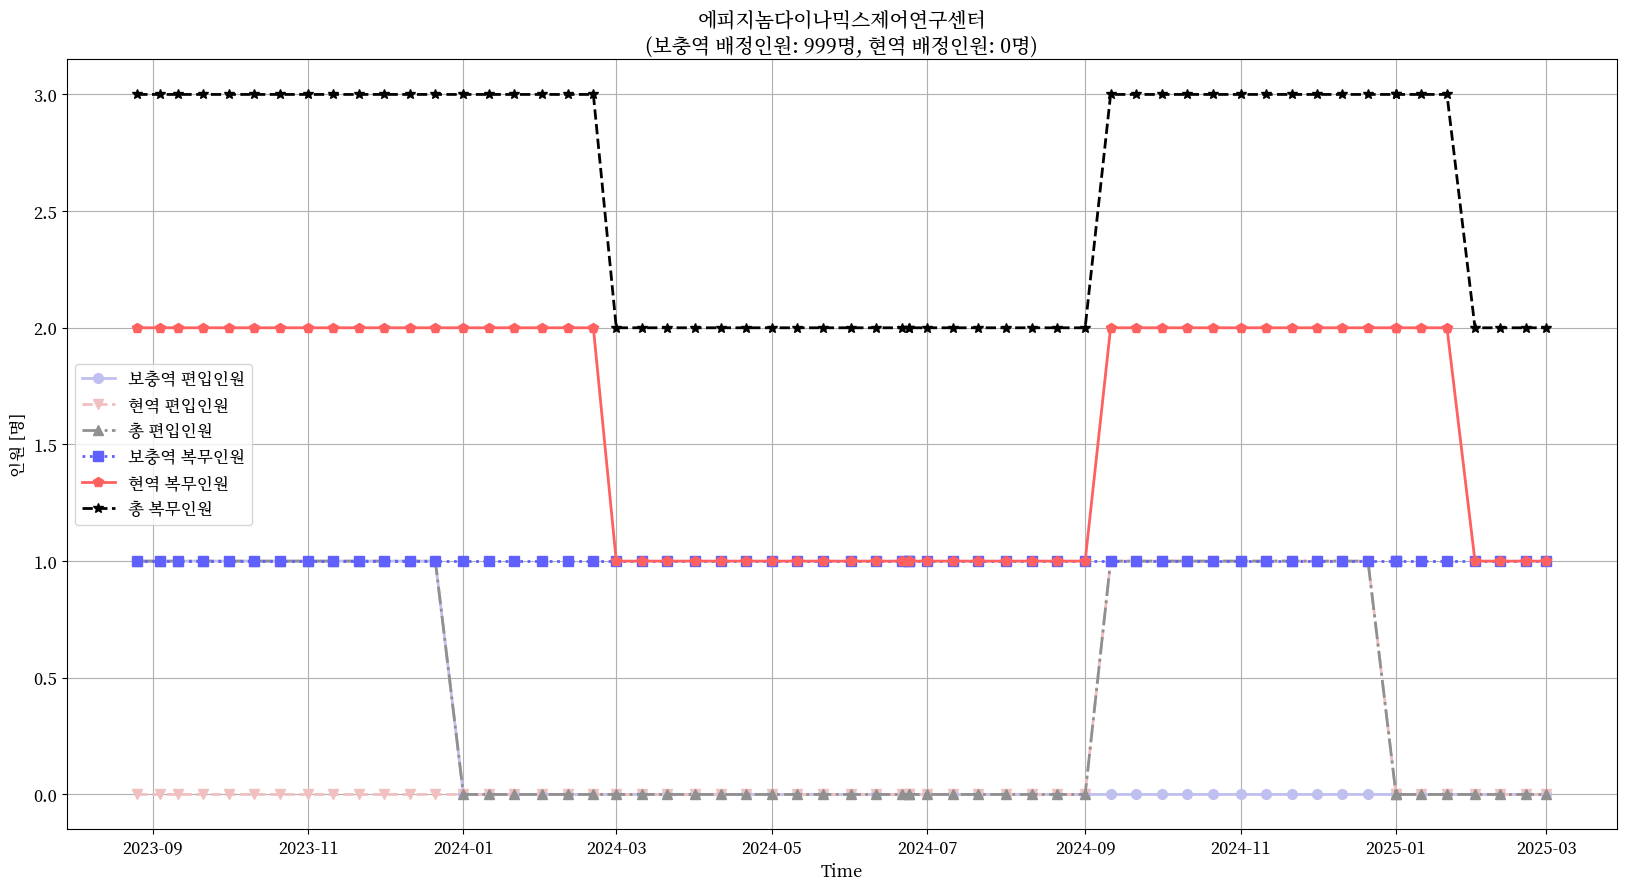 에피지놈다이나믹스제어연구센터
(보충역 배정인원: 999명, 현역 배정인원: 0명)
3.0
2.5
2.0
1.5
1.0
0.5
0.0
인원 [명]
보충역 편입인원
현역 편입인원
총 편입인원
보충역 복무인원
현역 복무인원
총 복무인원
2023-09 2023-11 2024-01 2024-03 2024-05 2024-07 2024-09 2024-11 2025-01 2025-03
Time